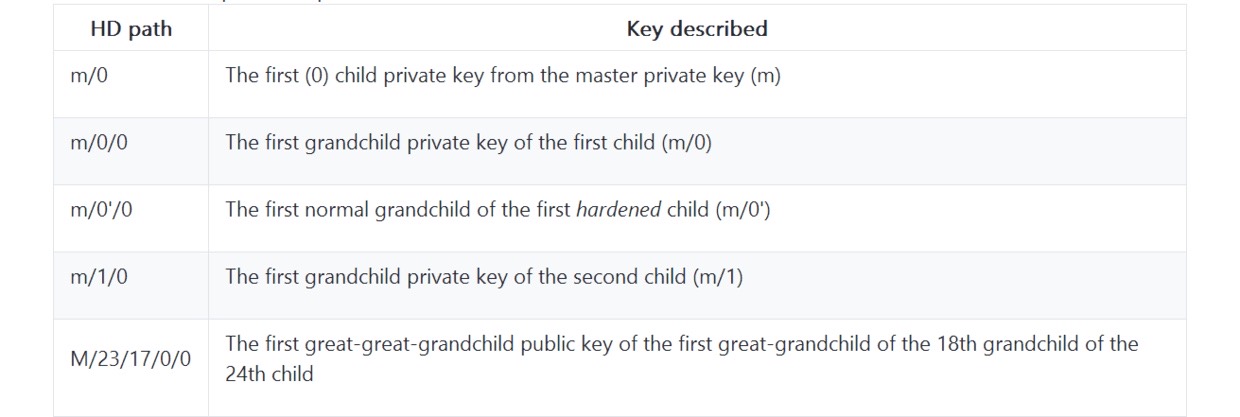 HD path Key described
m/0 The first (0) child private key from the master private key (m)
m/0/0 The first grandchild private key of the first child (m/0)
m/0'/0 The first normal grandchild of the first hardened child (m/0')
m/1/0 The first grandchild private key of the second child (m/1)
M/23/17/0/0 The first great-great-grandchild public key of the first great-grandchild of the 18th grandchild of the
24th child